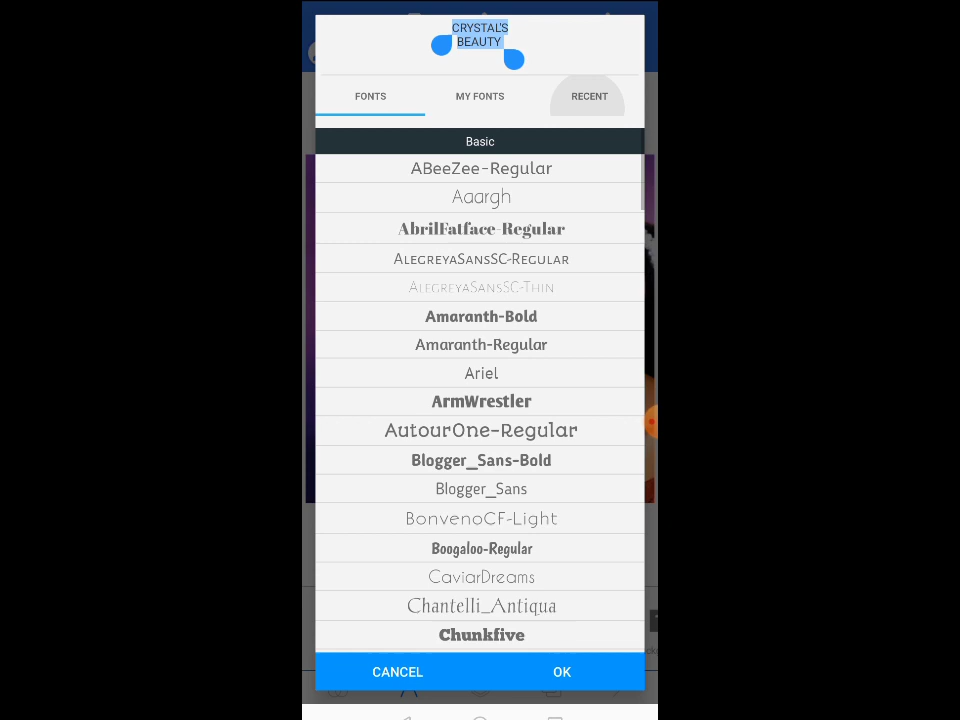 CRYSTAL'S
BEAUTY
FONTS
MY FONTS
RECENT
Basic
ABeeZee-Regular
Aaargh
AbrilFatface-Regular
AlegreyaSansSC-Regular
AlegreyaSansSC-Thin
Amaranth-Bold
Amaranth-Regular
Ariel
ArmWrestler
AutourOne-Regular
Blogger_Sans-Bold
Blogger_Sans
BonvenoCF-Light
Boogaloo-Regular
CaviarDreams
Chantelli_Antiqua
Chunkfive
CANCEL
OK